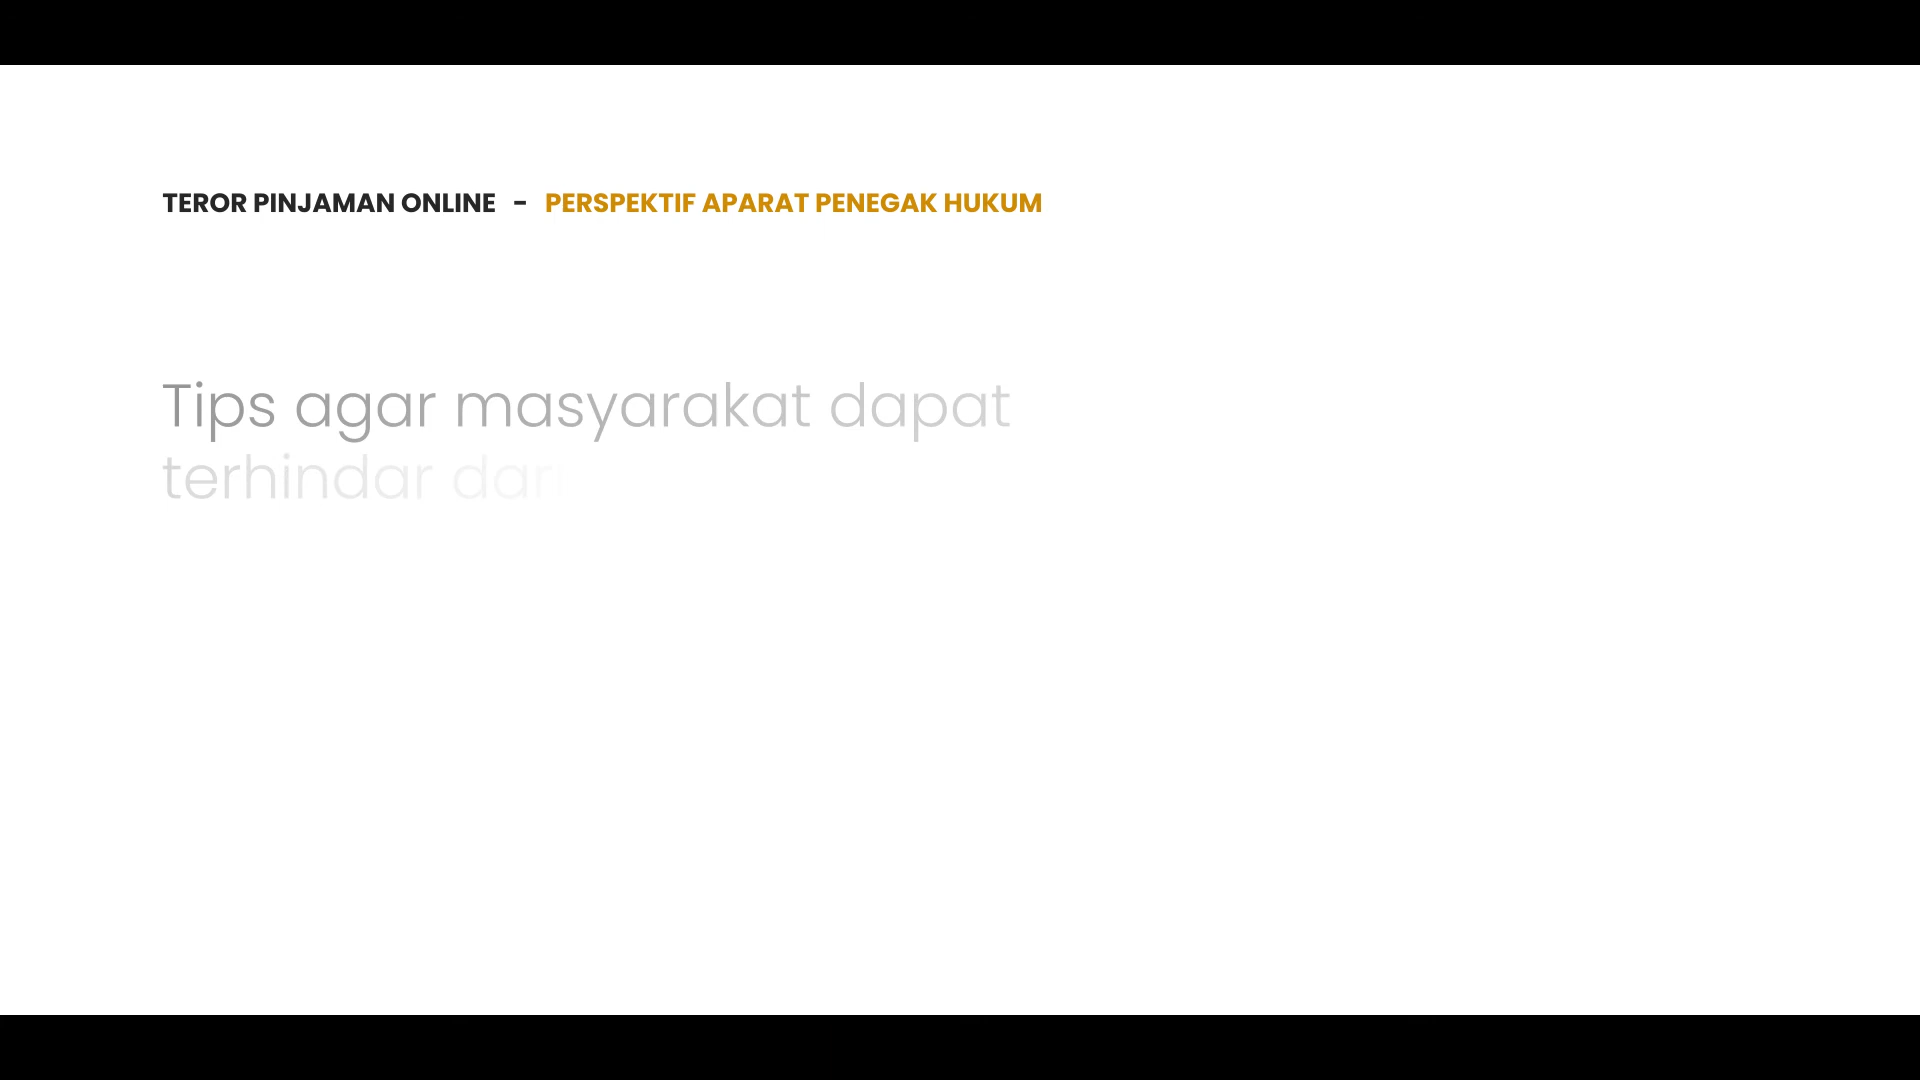 TEROR PINJAMAN ONLINE - PERSPEKTIF APARAT PENEGAK HUKUM
Tips agar masyarakat dapat
terhindar dari